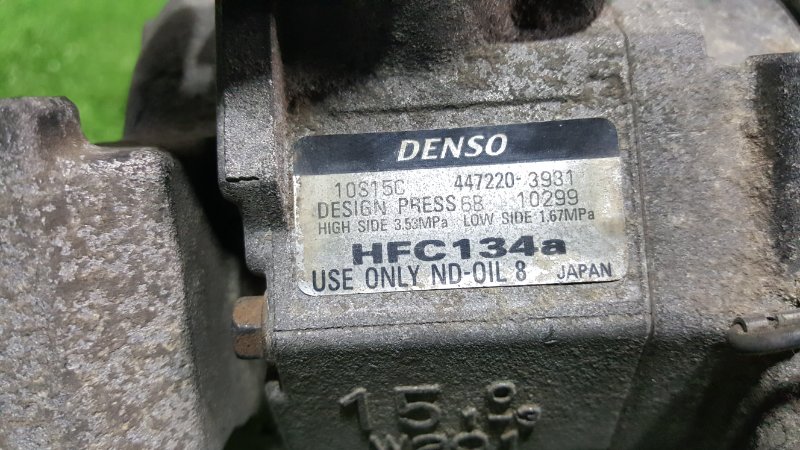 DENSO
10S15C 447220-3931
DESIGN PRESS 6B 10299
HIGH SIDE 3.53MPa LOW SIDE 1.67MPa
HFC134a
USE ONLY ND-OIL 8 JAPAN
15